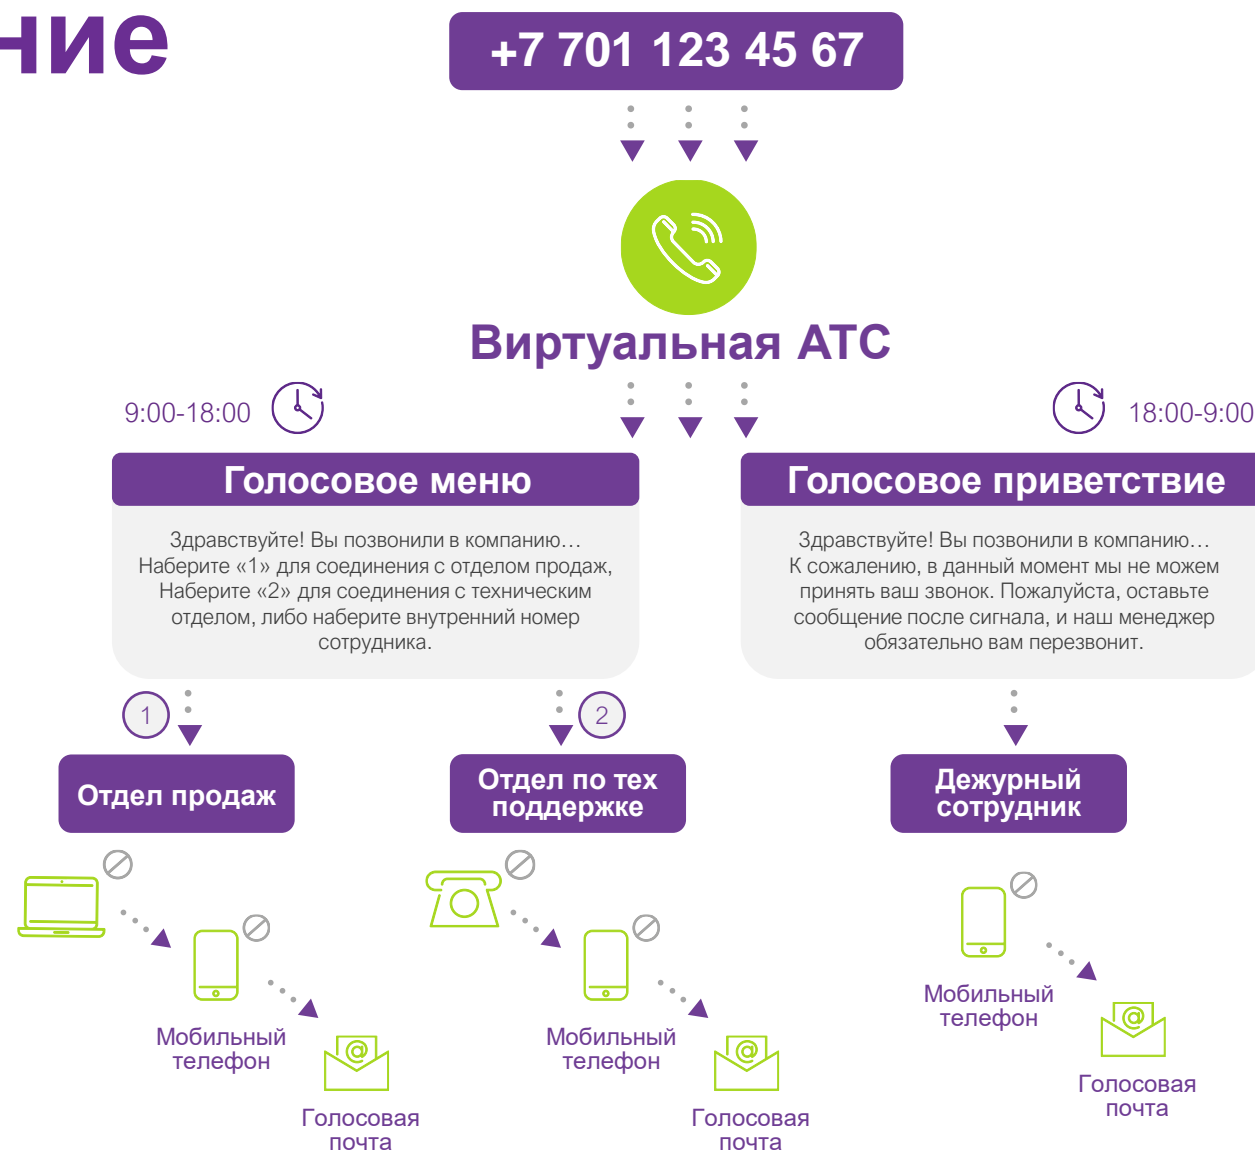 ние
+7 701 123 45 67
Виртуальная АТС
9:00-18:00
18:00-9:00
Голосовое меню
Здравствуйте! Вы позвонили в компанию…
Наберите «1» для соединения с отделом продаж,
Наберите «2» для соединения с техническим
отделом, либо наберите внутренний номер
сотрудника.
Голосовое приветствие
Здравствуйте! Вы позвонили в компанию…
К сожалению, в данный момент мы не можем
принять ваш звонок. Пожалуйста, оставьте
сообщение после сигнала, и наш менеджер
обязательно вам перезвонит.
1
2
Отдел продаж
Отдел по тех
поддержке
Дежурный
сотрудник
@
Мобильный
телефон
@
Голосовая
почта
Мобильный
телефон
@
Голосовая
почта
Мобильный
телефон
Голосовая
почта